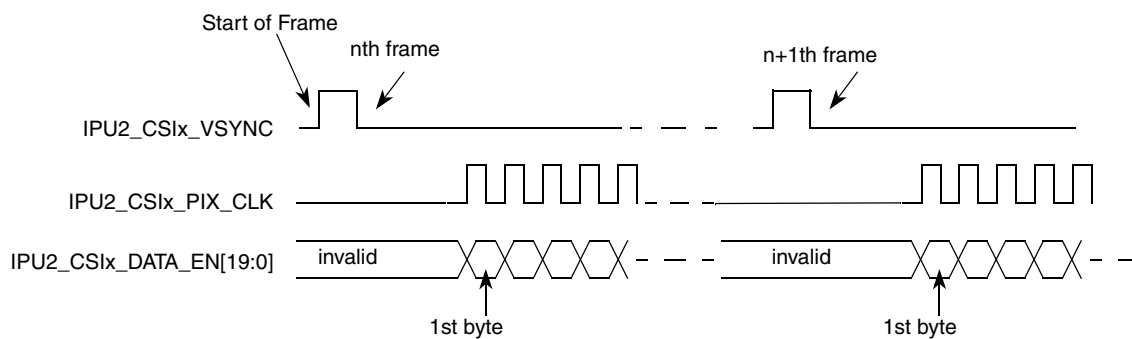 Start of Frame
nth frame
n+1th frame
IPU2_CSIx_VSYNC
IPU2_CSIx_PIX_CLK
IPU2_CSIx_DATA_EN[19:0]
invalid
invalid
1st byte
1st byte